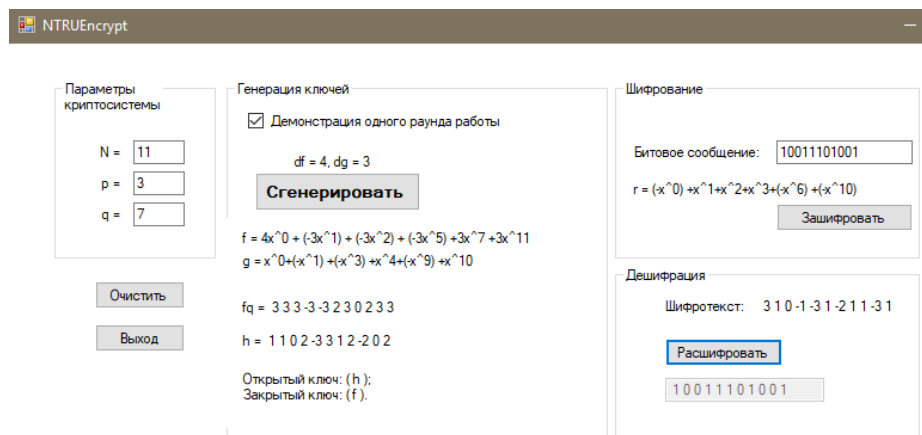 NTRUEncrypt
Параметры
криптосистемы
N = 11
p = 3
q = 7
Очистить
Выход
Генерация ключей
Демонстрация одного раунда работы
df = 4, dg = 3
Сгенерировать
f = 4x^0 + (-3x^1) + (-3x^2) + (-3x^5) +3x^7 +3x^11
g = x^0+(-x^1) +(-x^3) +x^4+(-x^9) +x^10
fq = 3 3 3 -3 -3 2 3 0 2 3 3
h = 1 1 0 2 -3 3 1 2 -2 0 2
Открытый ключ: ( h );
Закрытый ключ: ( f ).
Шифрование
Битовое сообщение: 10011101001
r = (-x^0) +x^1+x^2+x^3+(-x^6) +(-x^10)
Зашифровать
Дешифрация
Шифротекст: 3 1 0 -1 -3 1 -2 1 1 -3 1
Расшифровать
1 0 0 1 1 1 0 1 0 0 1